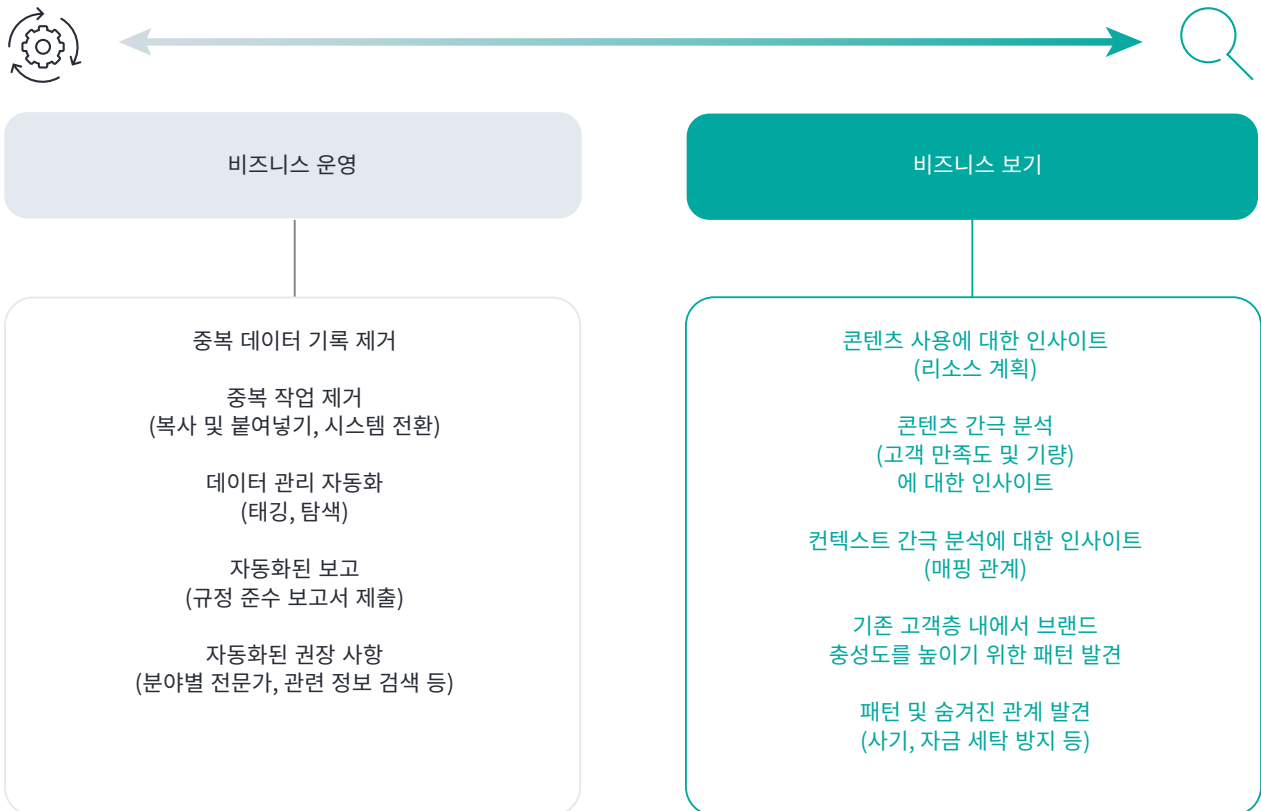 비즈니스 운영
중복 데이터 기록 제거
중복 작업 제거
(복사 및 붙여넣기, 시스템 전환)
데이터 관리 자동화
(태깅, 탐색)
자동화된 보고
(규정 준수 보고서 제출)
자동화된 권장 사항
(분야별 전문가, 관련 정보 검색 등)
비즈니스 보기
콘텐츠 사용에 대한 인사이트
(리소스 계획)
콘텐츠 간극 분석
(고객 만족도 및 기량)
에 대한 인사이트
컨텍스트 간극 분석에 대한 인사이트
(매핑 관계)
기존 고객층 내에서 브랜드
충성도를 높이기 위한 패턴 발견
패턴 및 숨겨진 관계 발견
(사기, 자금 세탁 방지 등)